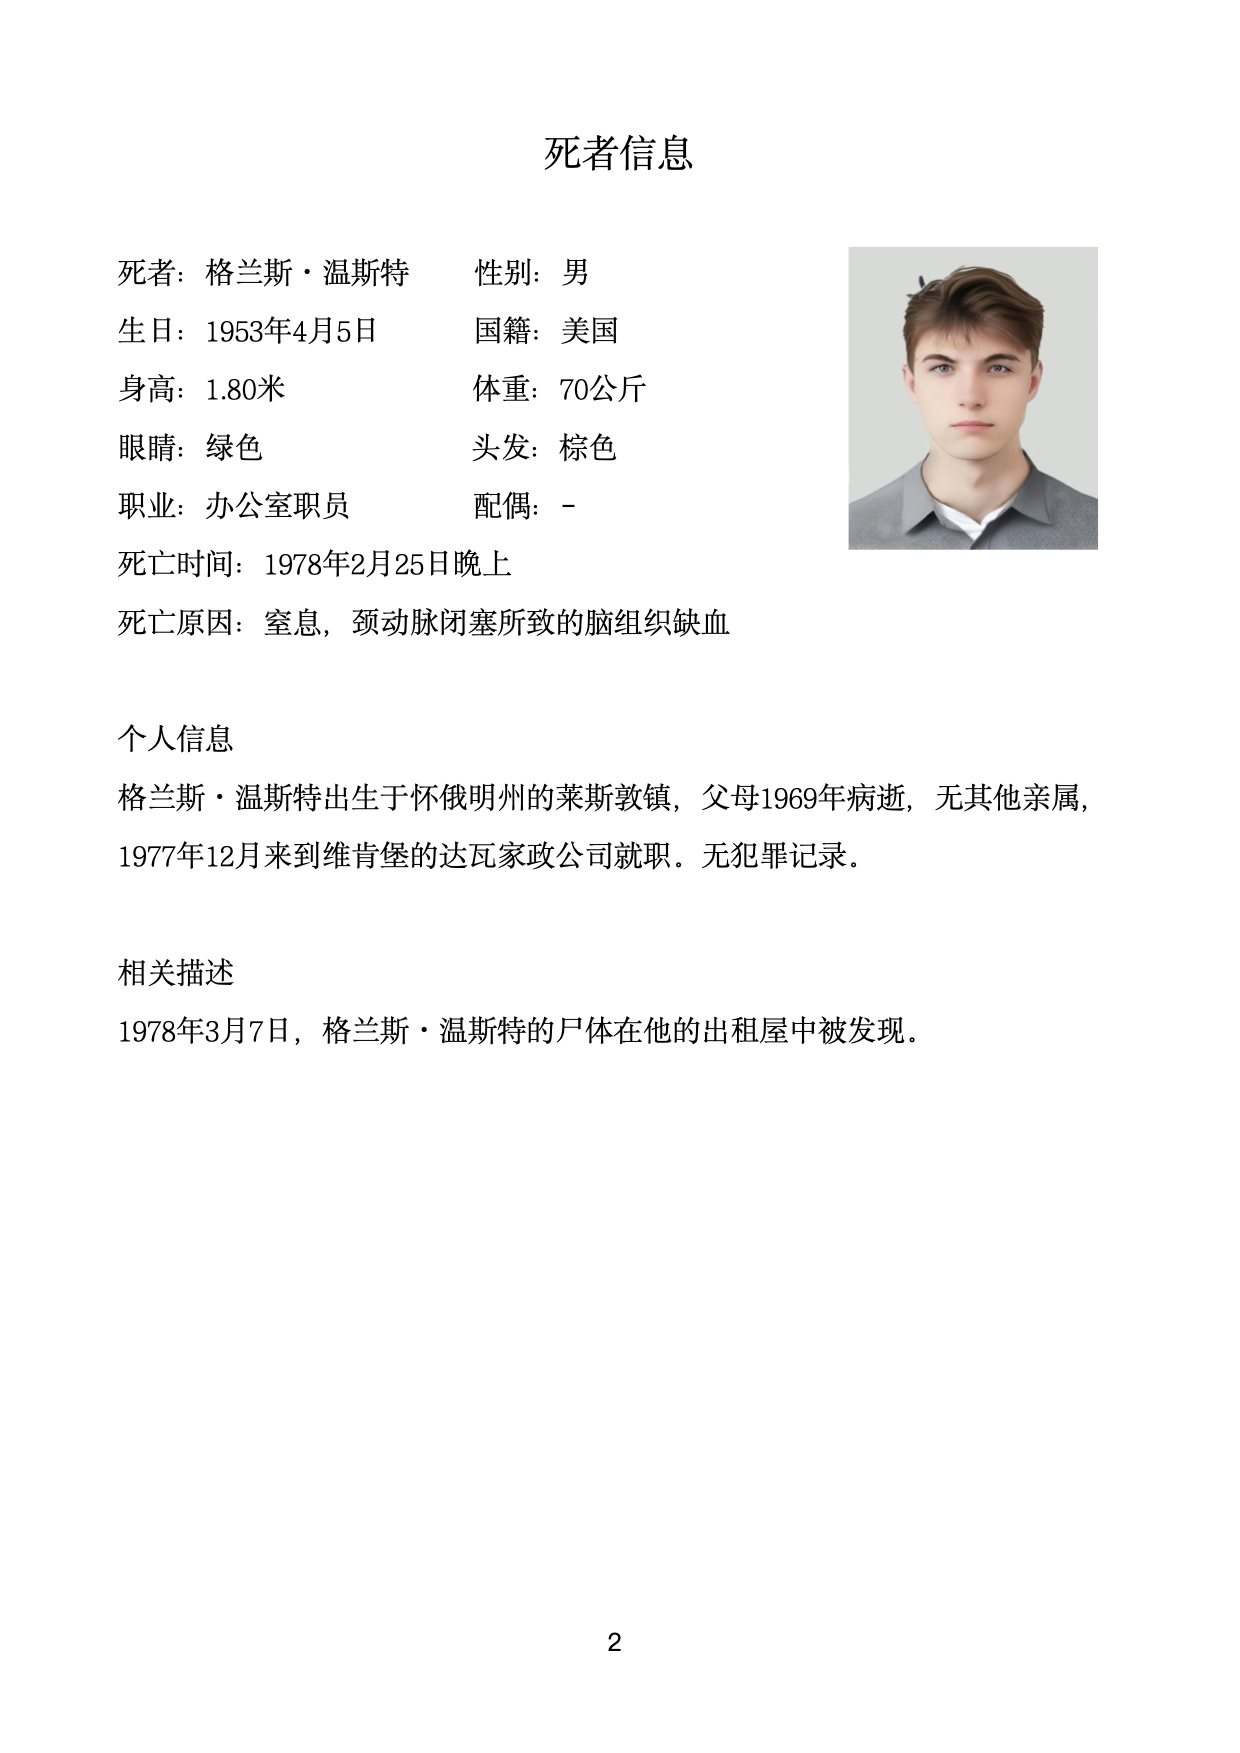 死者信息
死者：格兰斯・温斯特 性别：男
生日：1953年4月5日 国籍：美国
身高：1.80米 体重：70公斤
眼睛：绿色 头发：棕色
职业：办公室职员 配偶：-
死亡时间：1978年2月25日晚上
死亡原因：窒息，颈动脉闭塞所致的脑组织缺血
个人信息
格兰斯・温斯特出生于怀俄明州的莱斯敦镇，父母1969年病逝，无其他亲属，
1977年12月来到维肯堡的达瓦家政公司就职。无犯罪记录。
相关描述
1978年3月7日，格兰斯・温斯特的尸体在他的出租屋中被发现。
2